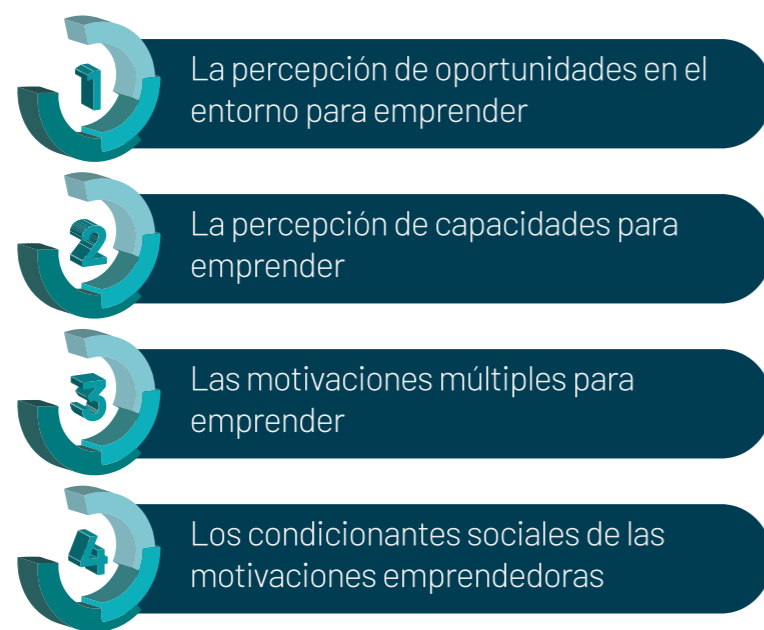 1
La percepción de oportunidades en el
entorno para emprender
2
La percepción de capacidades para
emprender
3
Las motivaciones múltiples para
emprender
4
Los condicionantes sociales de las
motivaciones emprendedoras